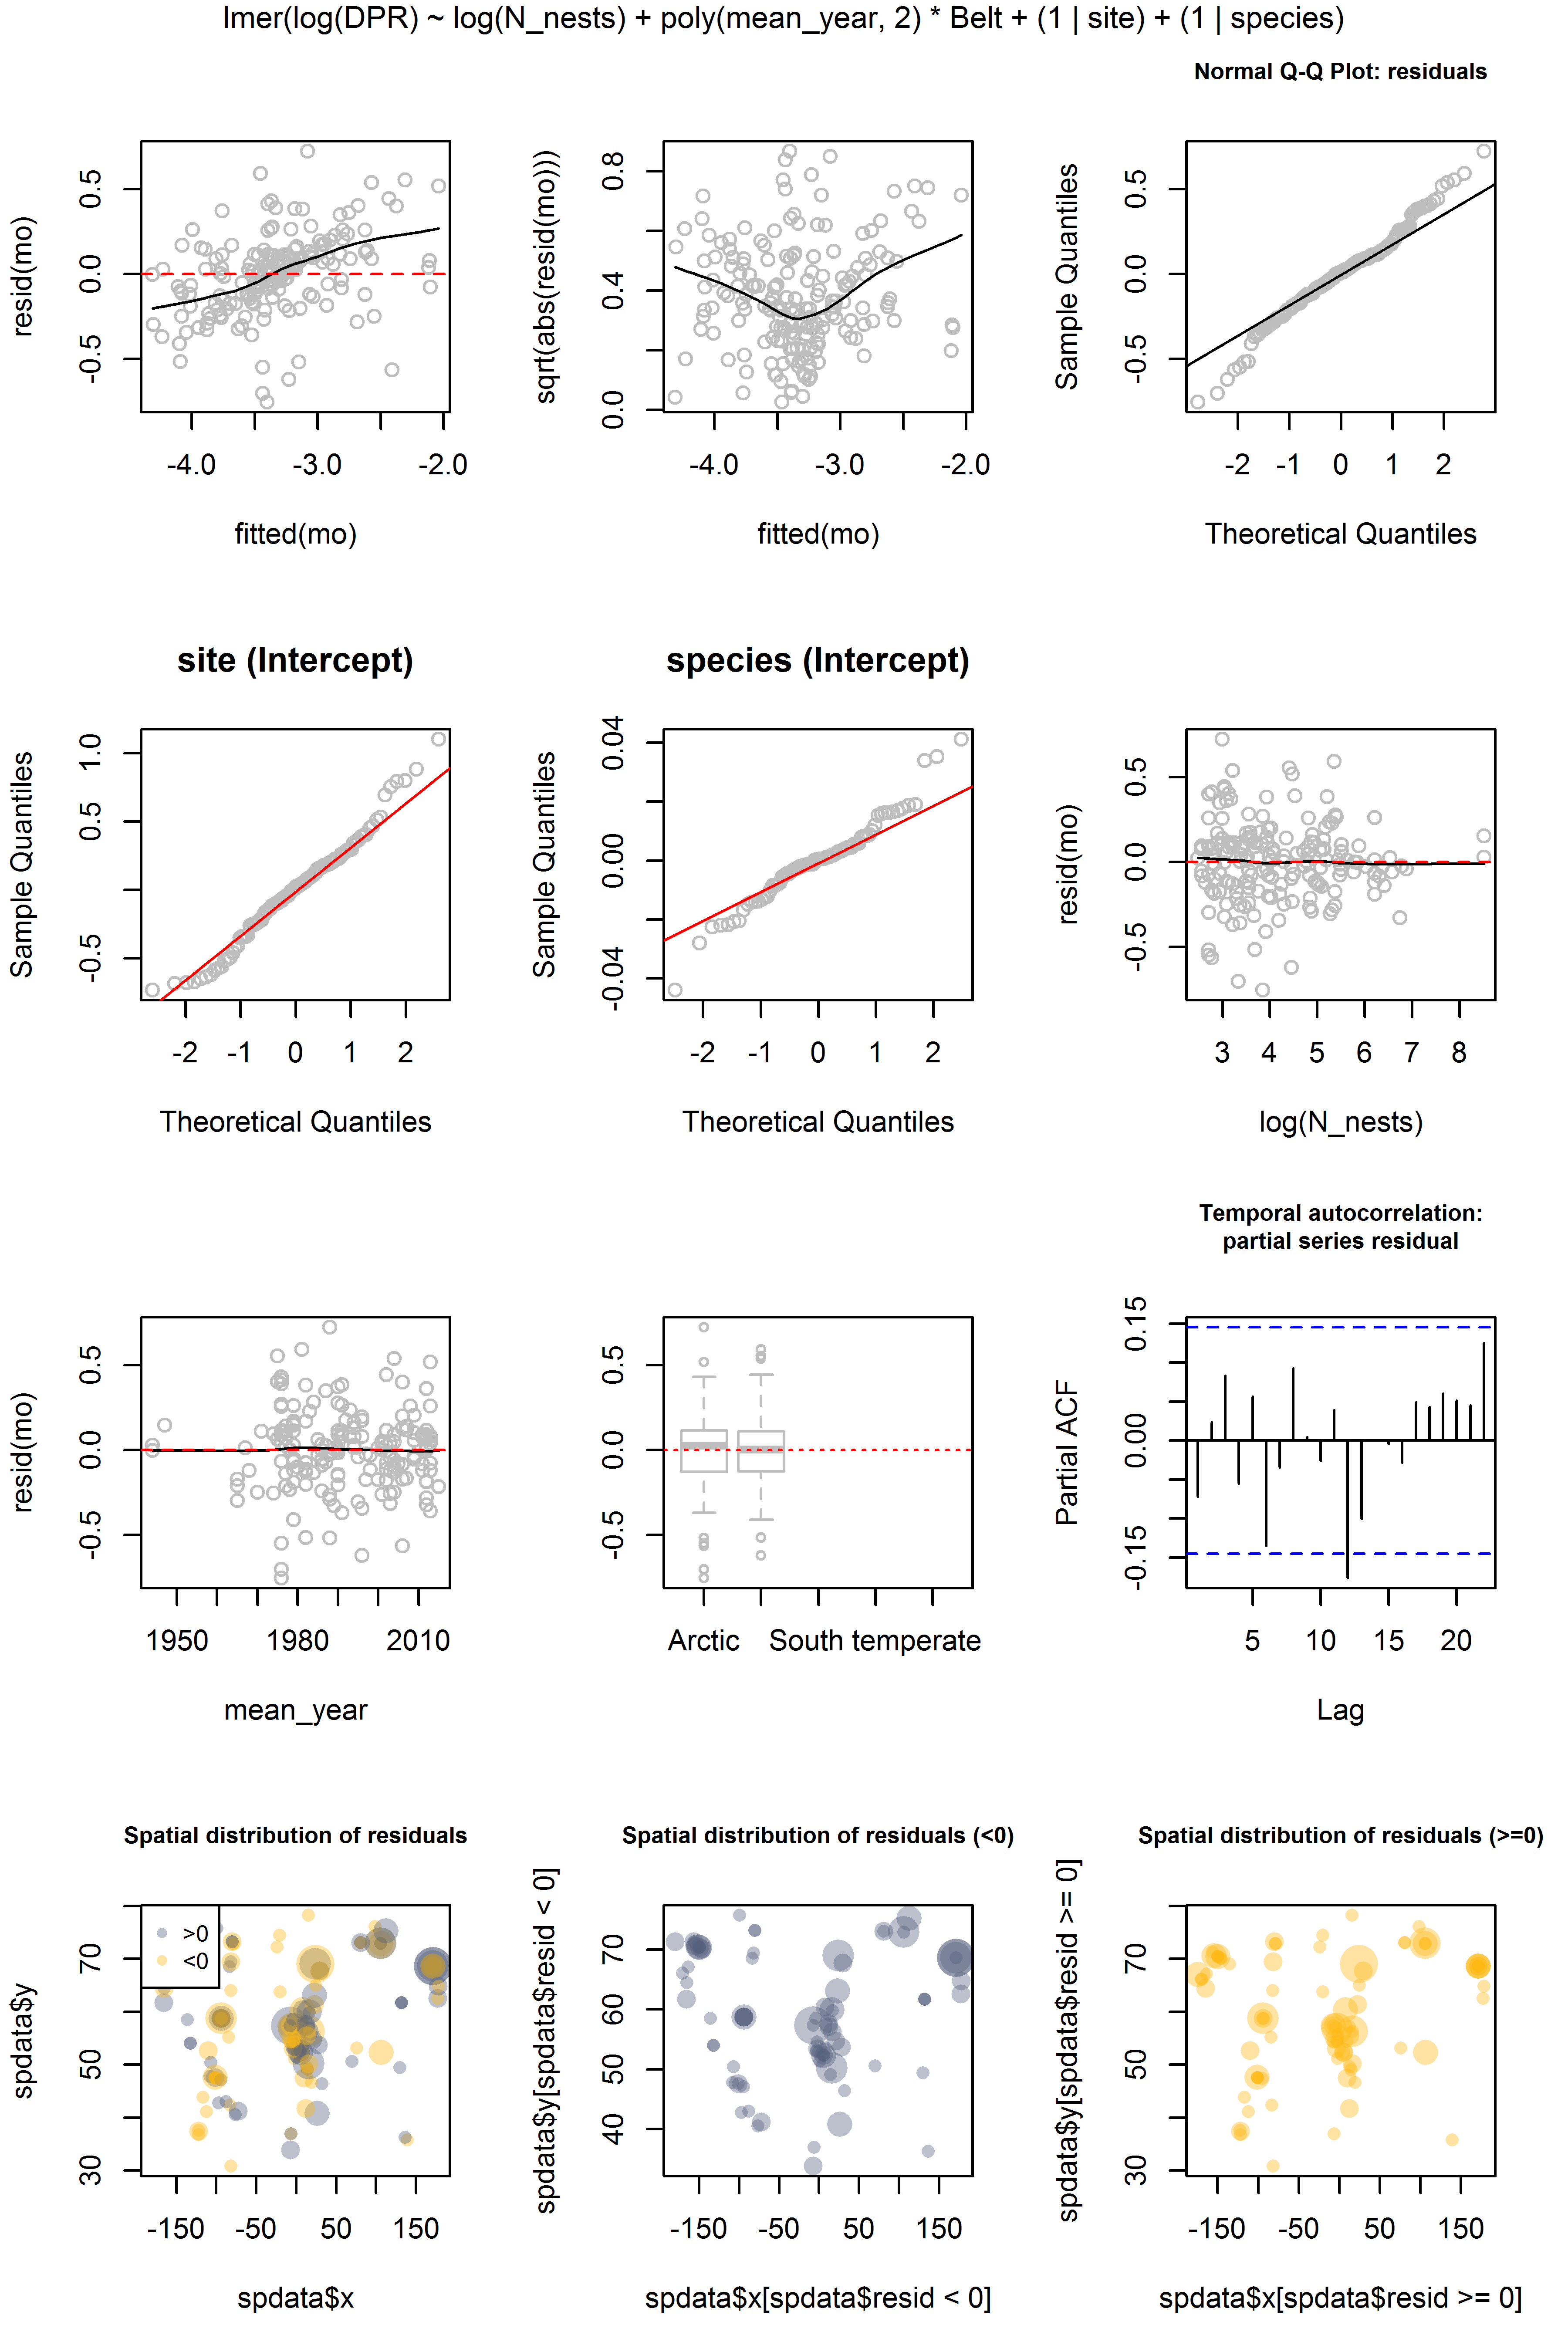 lmer(log(DPR) ~ log(N_nests) + poly(mean_year, 2) * Belt + (1 | site) + (1 | species)
resid(mo)
-0.5 0.0 0.5
-4.0 -3.0 -2.0
fitted(mo)
sqrt(abs(resid(mo)))
0.0 0.4 0.8
-4.0 -3.0 -2.0
fitted(mo)
Normal Q-Q Plot: residuals
Sample Quantiles
-0.5 0.0 0.5
-2 -1 0 1 2
Theoretical Quantiles
site (Intercept)
Sample Quantiles
-0.5 0.5 1.0
-2 -1 0 1 2
Theoretical Quantiles
species (Intercept)
Sample Quantiles
-0.04 0.00 0.04
-2 -1 0 1 2
Theoretical Quantiles
resid(mo)
-0.5 0.0 0.5
3 4 5 6 7 8
log(N_nests)
resid(mo)
-0.5 0.0 0.5
1950 1980 2010
mean_year
-0.5 0.0 0.5
Arctic South temperate
Temporal autocorrelation:
partial series residual
Partial ACF
-0.15 0.00 0.15
5 10 15 20
Lag
Spatial distribution of residuals
>0
<0
spdata$y
30 50 70
-150 -50 50 150
spdata$x
Spatial distribution of residuals (<0)
spdata$y[spdata$resid < 0]
40 50 60 70
-150 -50 50 150
spdata$x[spdata$resid < 0]
Spatial distribution of residuals (>=0)
spdata$y[spdata$resid >= 0]
30 50 70
-150 -50 50 150
spdata$x[spdata$resid >= 0]